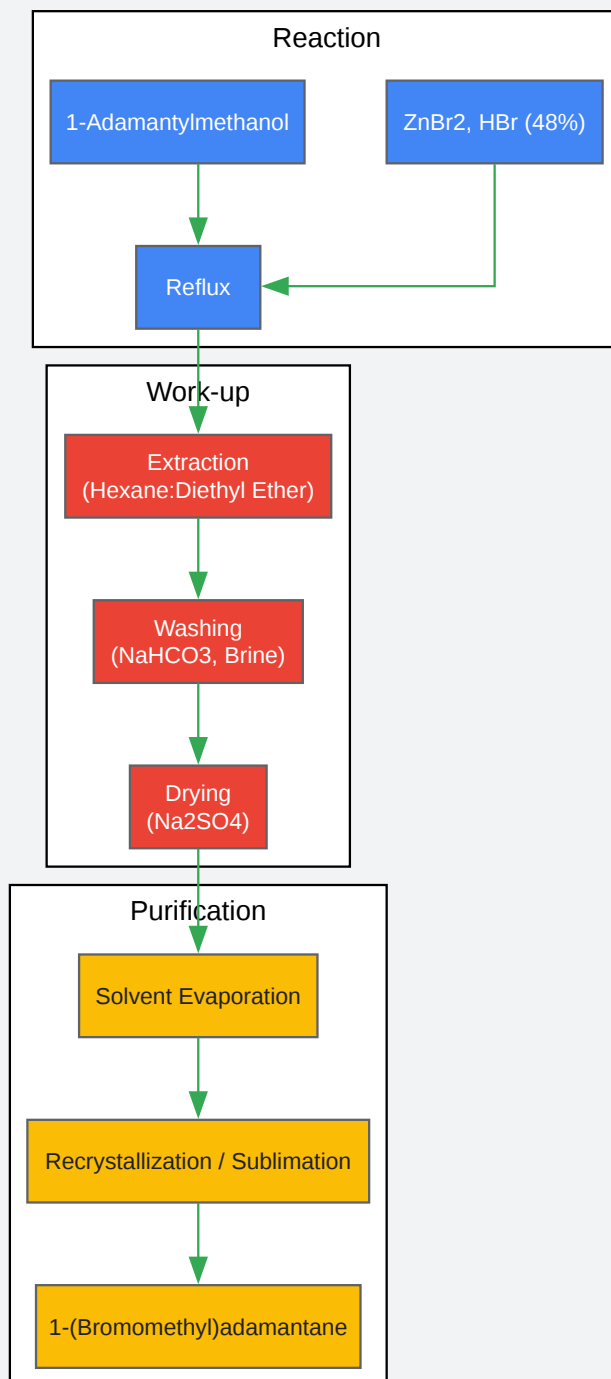 Reaction
1-Adamantylmethanol
ZnBr2, HBr (48%)
Reflux
Work-up
Extraction
(Hexane:Diethyl Ether)
Washing
(NaHCO3, Brine)
Drying
(Na2SO4)
Purification
Solvent Evaporation
Recrystallization / Sublimation
1-(Bromomethyl)adamantane